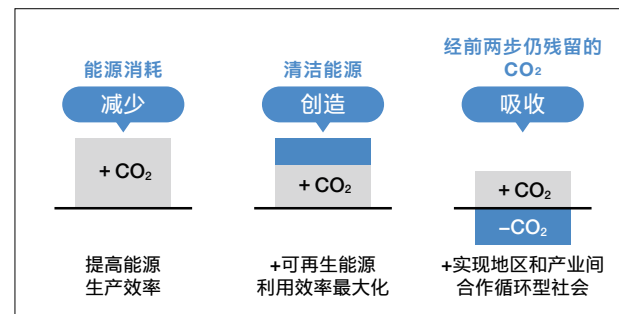 能源消耗
减少
+ CO₂
提高能源
生产效率
清洁能源
创造
+ CO₂
+可再生能源
利用效率最大化
经前两步仍残留的
CO₂
吸收
+ CO₂
−CO₂
+实现地区和产业间
合作循环型社会